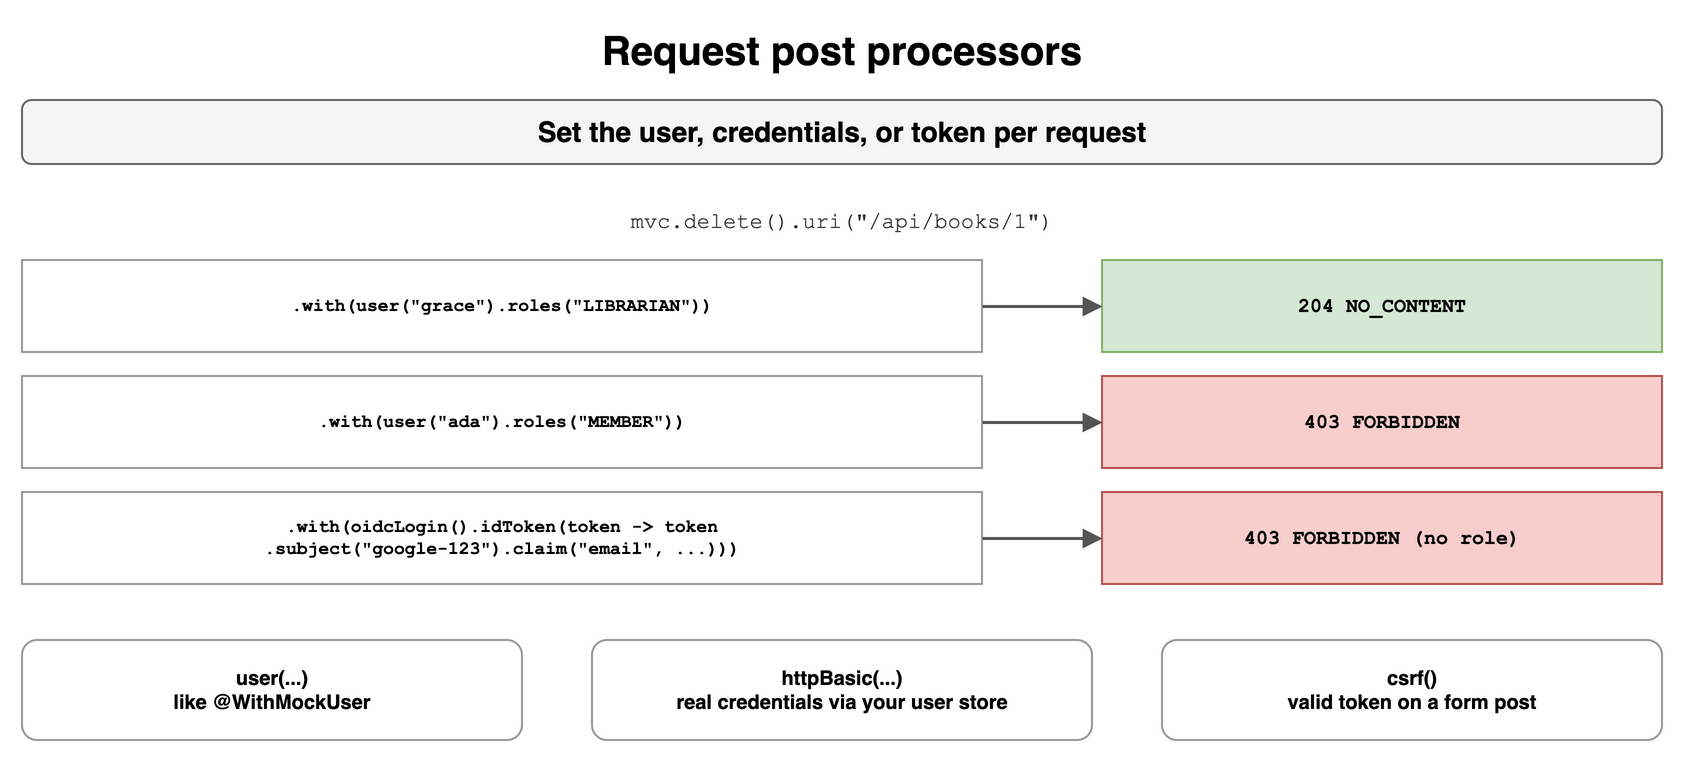 Request post processors
Set the user, credentials, or token per request
mvc.delete().uri("/api/books/1")
.with(user("grace").roles("LIBRARIAN"))
204 NO_CONTENT
.with(user("ada").roles("MEMBER"))
403 FORBIDDEN
.with(oidcLogin().idToken(token -> token
.subject("google-123").claim("email", ...)))
403 FORBIDDEN (no role)
user(...)
like @WithMockUser
httpBasic(...)
real credentials via your user store
csrf()
valid token on a form post